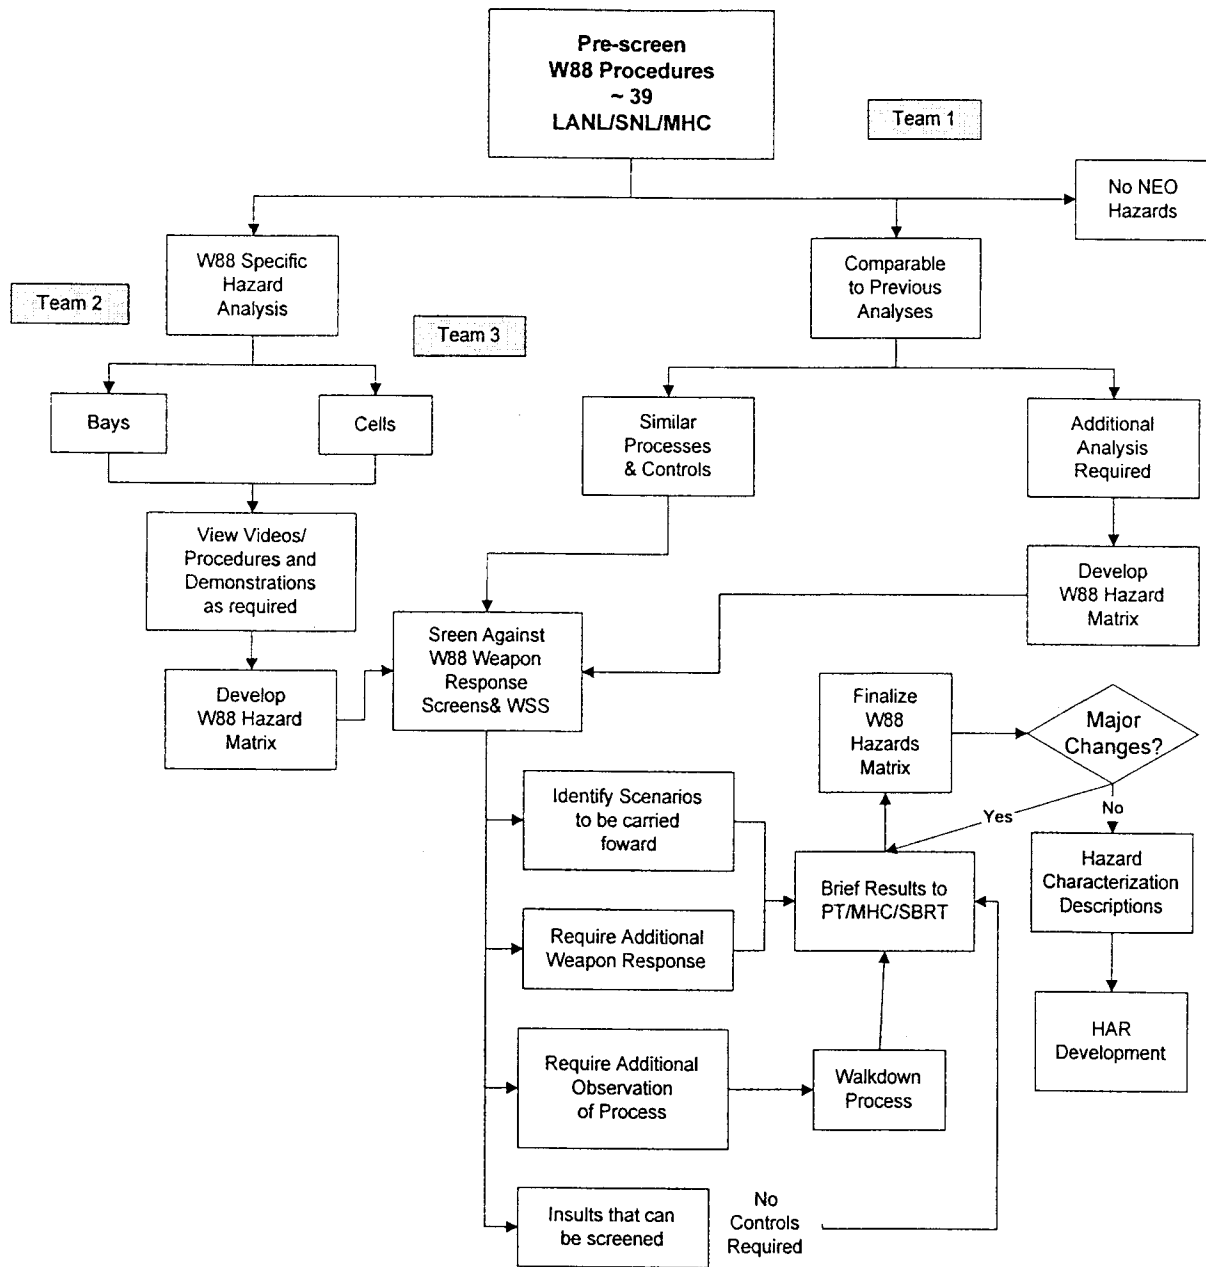 Pre-screen
W88 Procedures
~ 39
LANL/SNL/MHC
Team 1
No NEO
Hazards
W88 Specific
Hazard
Analysis
Comparable
to Previous
Analyses
Team 2
Team 3
Bays
Cells
Similar
Processes
& Controls
Additional
Analysis
Required
View Videos/
Procedures and
Demonstrations
as required
Develop
W88 Hazard
Matrix
Sreen Against
W88 Weapon
Response
Screens& WSS
Develop
W88 Hazard
Matrix
Finalize
W88
Hazards
Matrix
Major
Changes?
Yes
No
Identify Scenarios
to be carried
foward
Brief Results to
PT/MHC/SBRT
Hazard
Characterization
Descriptions
Require Additional
Weapon Response
HAR
Development
Require Additional
Observation
of Process
Walkdown
Process
Insults that can
be screened
No
Controls
Required